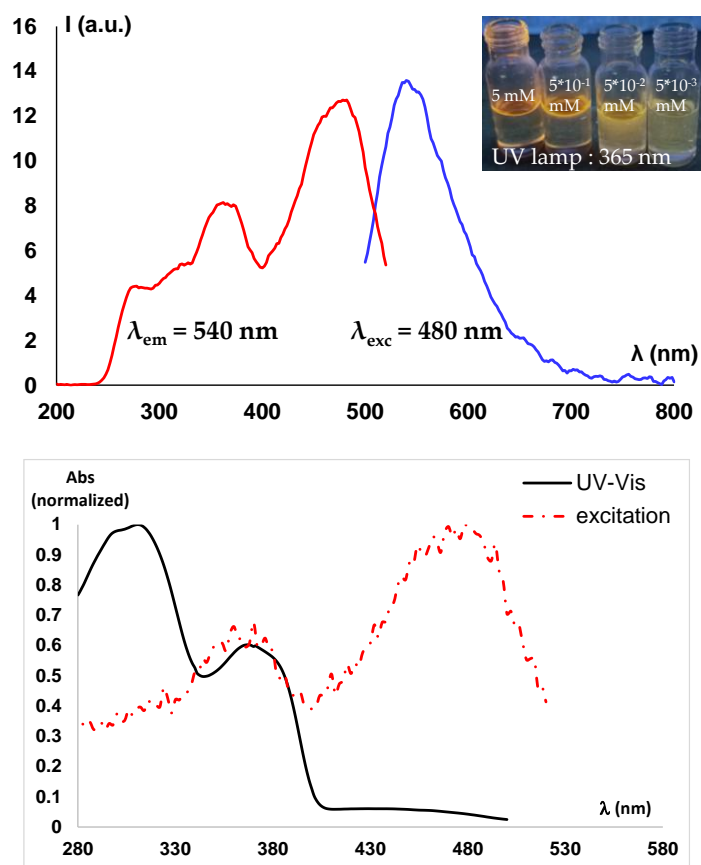 I (a.u.)
16
14
12
10
8
6
4
2
0
200 300 400 500 600 700 800
λ (nm)
λem = 540 nm
λexc = 480 nm
5 mM
5*10-1
mM
5*10-2
mM
5*10-3
mM
UV lamp : 365 nm
Abs
(normalized)
UV-Vis
excitation
1
0.9
0.8
0.7
0.6
0.5
0.4
0.3
0.2
0.1
0
280 330 380 430 480 530 580
λ (nm)